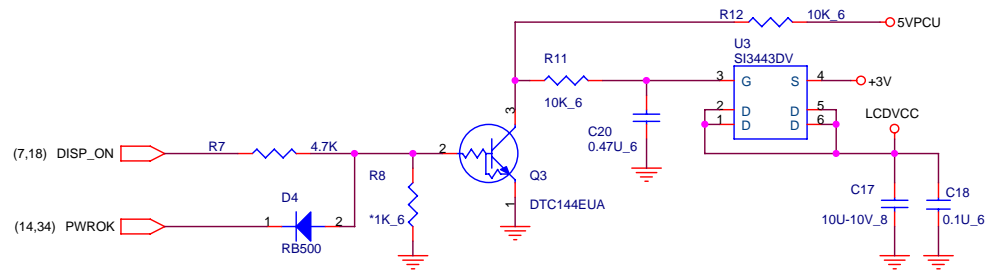 R12 10K_6 5VPCU
U3
SI3443DV
R11
10K_6
3 G S 4 +3V
2 D D 5
1 D D 6
LCDVCC
3
C20
0.47U_6
(7,18) DISP_ON R7 4.7K 2
R8
*1K_6
Q3
DTC144EUA
1
D4
(14,34) PWROK 1 2
RB500
C17
10U-10V_8
C18
0.1U_6